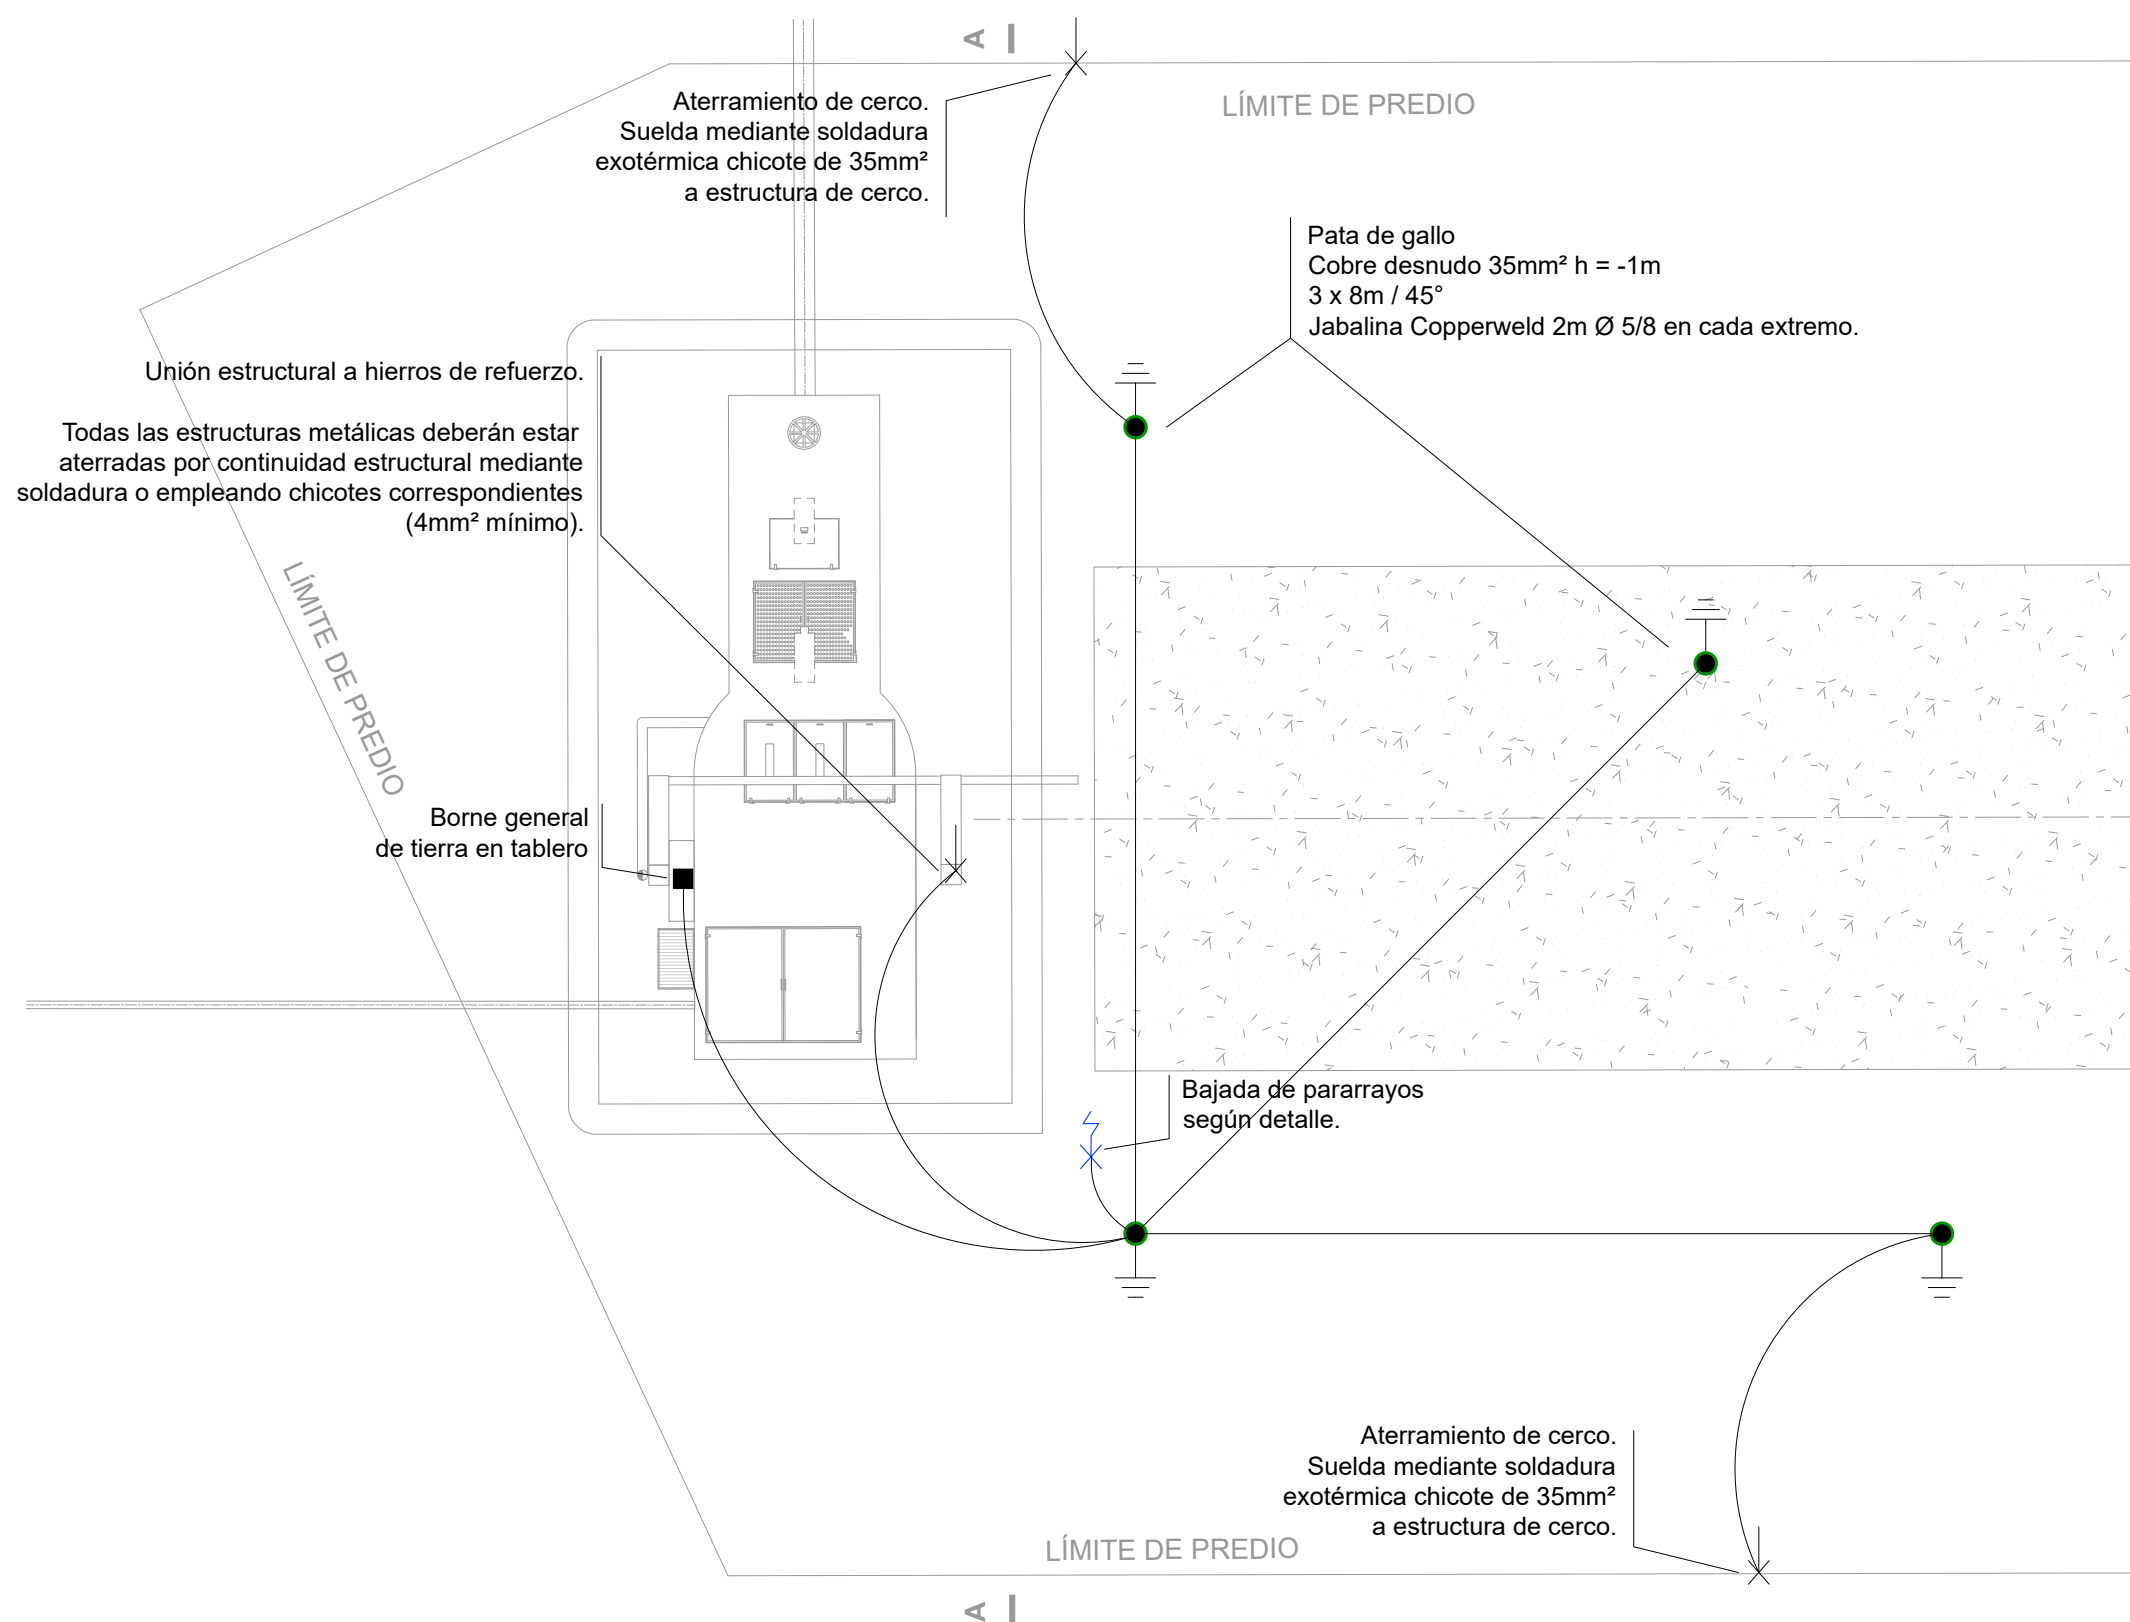 A
Aterramiento de cerco.
Suelda mediante soldadura
exotérmica chicote de 35mm²
a estructura de cerco.
LÍMITE DE PREDIO
Pata de gallo
Cobre desnudo 35mm² h = -1m
3 x 8m / 45°
Jabalina Copperweld 2m Ø 5/8 en cada extremo.
Unión estructural a hierros de refuerzo.
Todas las estructuras metálicas deberán estar
aterradas por continuidad estructural mediante
soldadura o empleando chicotes correspondientes
(4mm² mínimo).
LÍMITE DE PREDIO
Borne general
de tierra en tablero
Bajada de pararrayos
según detalle.
Aterramiento de cerco.
Suelda mediante soldadura
exotérmica chicote de 35mm²
a estructura de cerco.
LÍMITE DE PREDIO
A